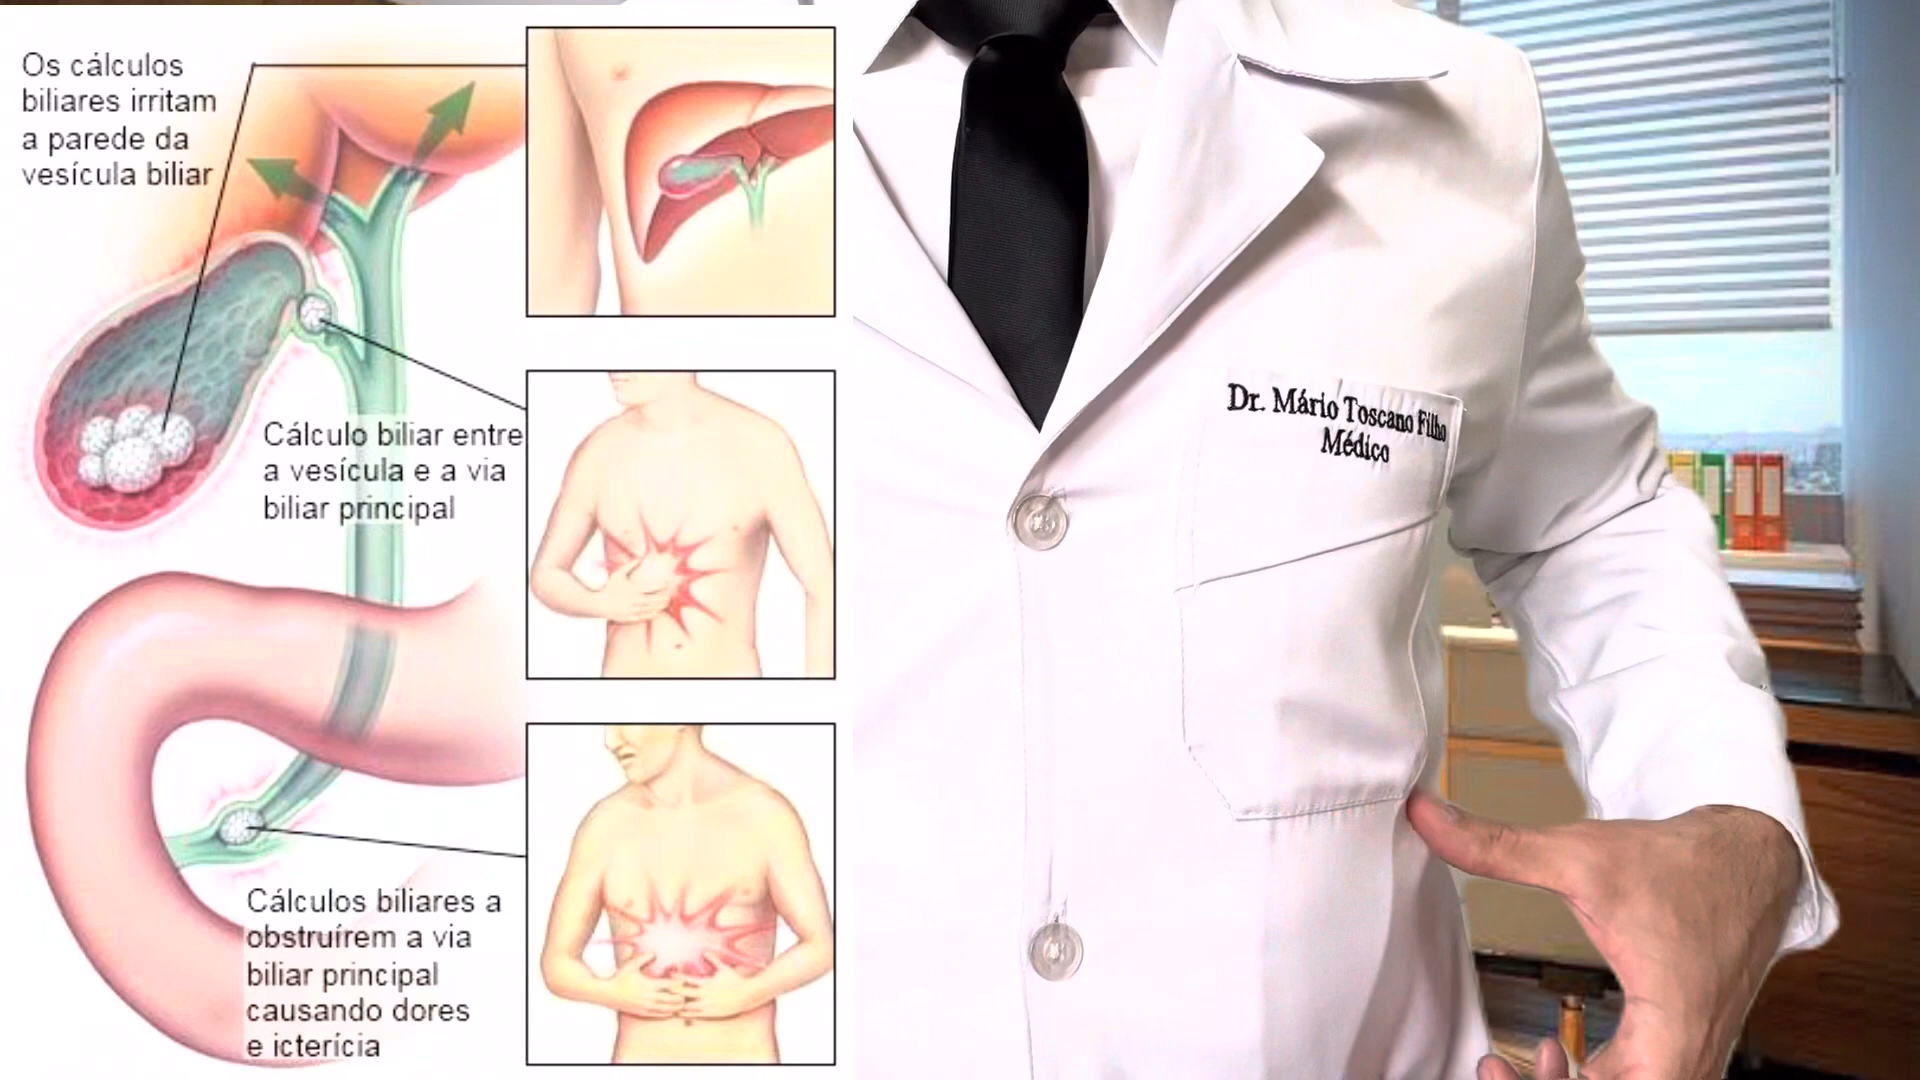 Os cálculos
biliares irritam
a parede da
vesícula biliar
Cálculo biliar entre
a vesícula e a via
biliar principal
Cálculos biliares a
obstruírem a via
biliar principal
causando dores
e icterícia
Dr. Mário Toscano Filho
Médico